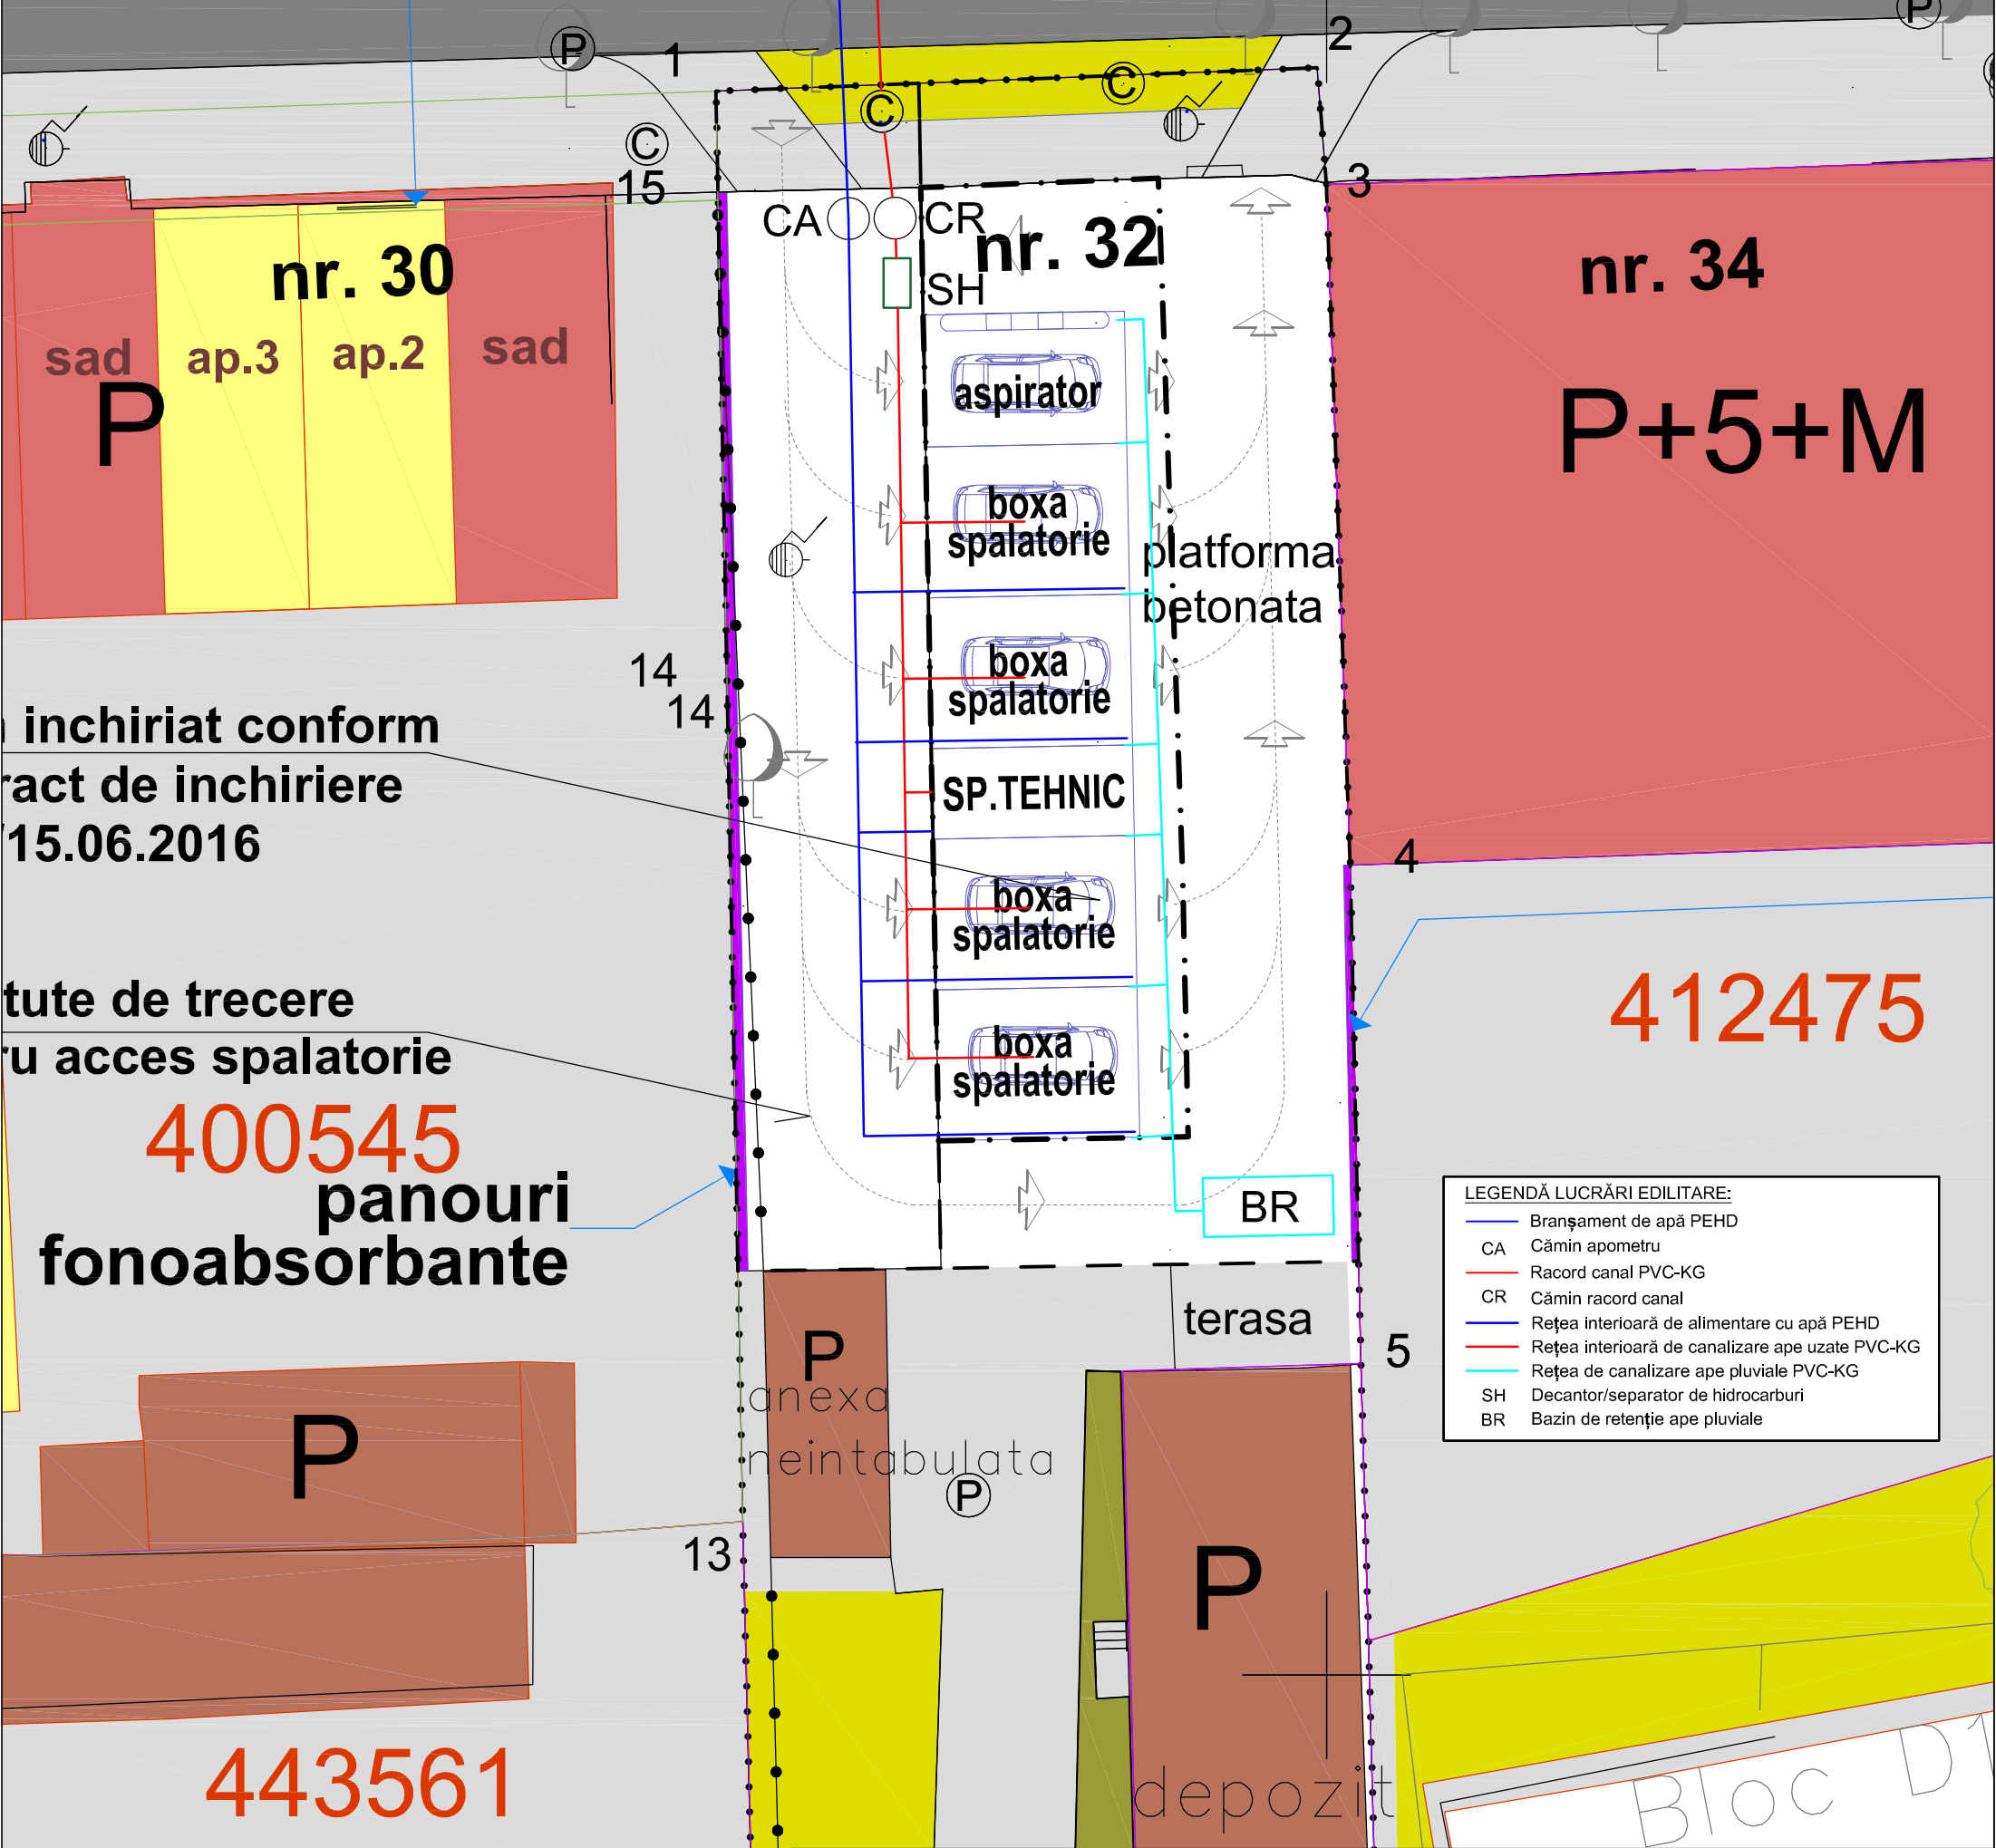 P
1
2
P
C
C
C
15
3
CA
CR
nr. 32
SH
nr. 30
nr. 34
sad
ap.3
ap.2
sad
P
P+5+M
aspirator
boxa
spalatorie
platforma
betonata
boxa
spalatorie
14
14
inchiriat conform
ract de inchiriere
/15.06.2016
SP.TEHNIC
4
boxa
spalatorie
412475
tute de trecere
ru acces spalatorie
boxa
spalatorie
400545
panouri
fonoabsorbante
BR
LEGENDĂ LUCRĂRI EDILITARE:
Branșament de apă PEHD
CA Cămin apometru
Racord canal PVC-KG
CR Cămin racord canal
Rețea interioară de alimentare cu apă PEHD
Rețea interioară de canalizare ape uzate PVC-KG
Rețea de canalizare ape pluviale PVC-KG
SH Decantor/separator de hidrocarburi
BR Bazin de retenție ape pluviale
terasa
P
5
anexa
neintabulata
P
P
13
P
443561
depozit
Bloc D1